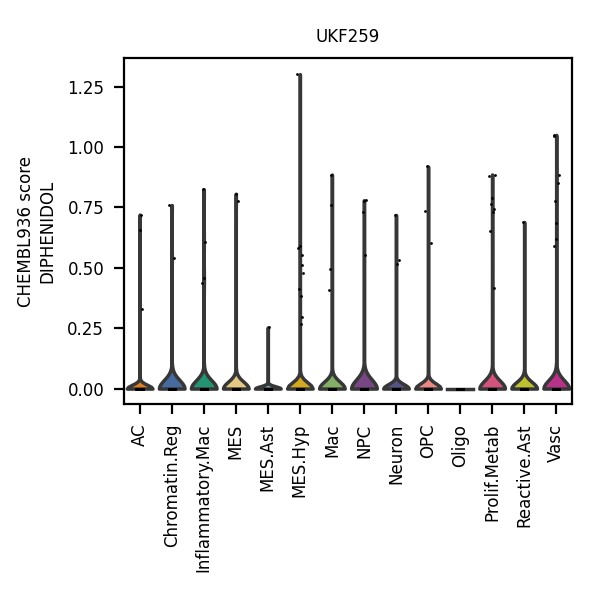 UKF259
CHEMBL936 score
DIPHENIDOL
1.25
1.00
0.75
0.50
0.25
0.00
AC
Chromatin.Reg
Inflammatory.Mac
MES
MES.Ast
MES.Hyp
Mac
NPC
Neuron
OPC
Oligo
Prolif.Metab
Reactive.Ast
Vasc